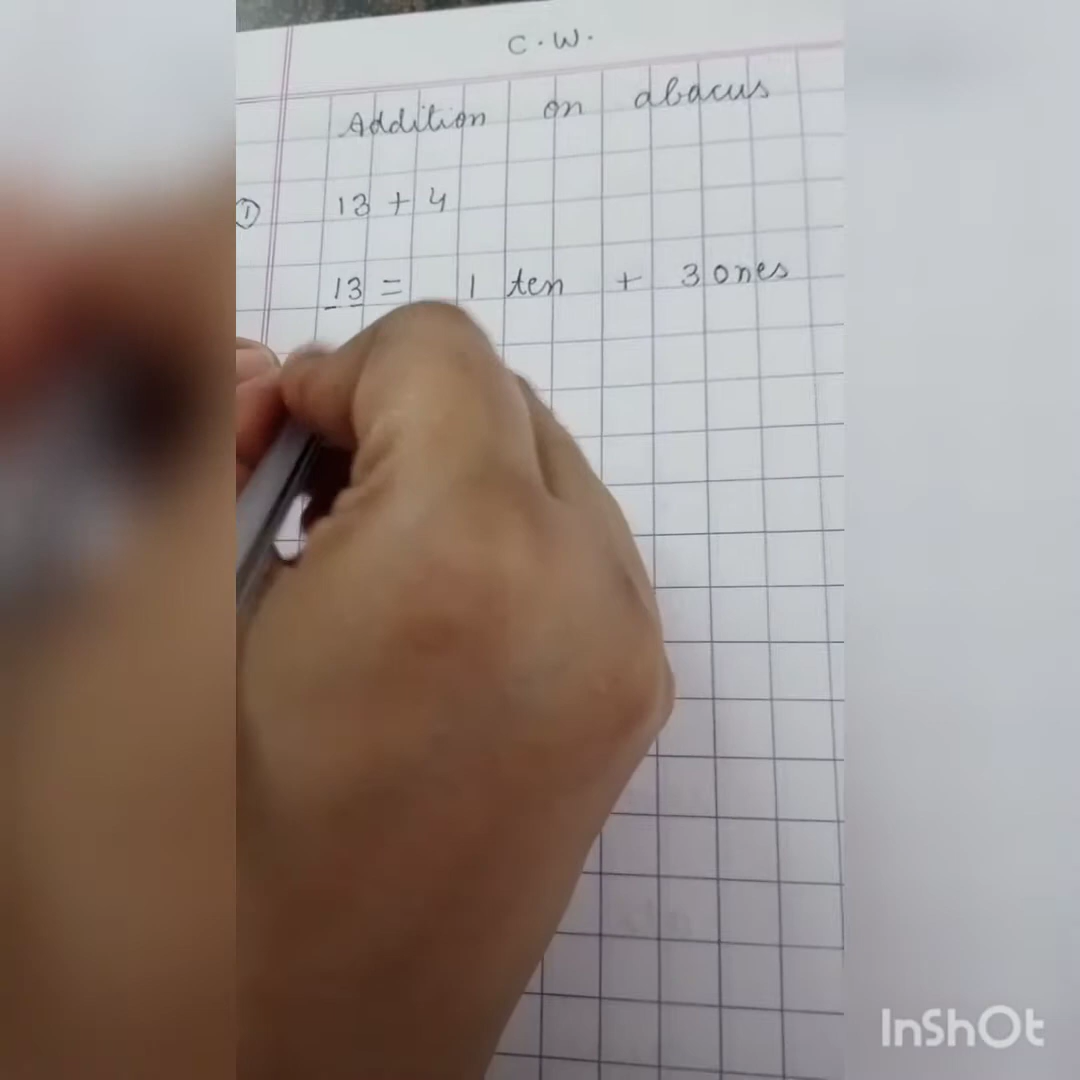 C.W.
Addition on abacus
① 13 + 4
13 = 1 ten + 3 ones
InShOt